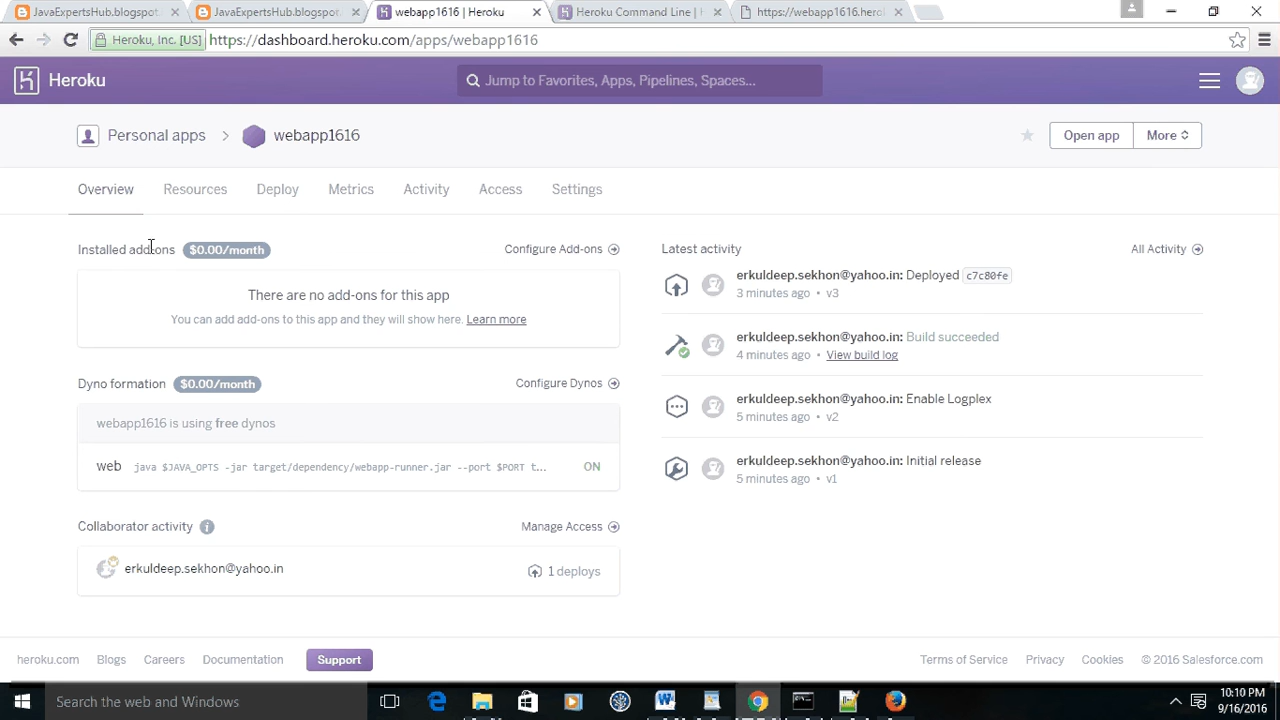 JavaExpertsHub.blogspot.
JavaExpertsHub.blogspot.
webapp1616 | Heroku
Heroku Command Line | H
https://webapp1616.herok
Heroku, Inc. [US]
https://dashboard.heroku.com/apps/webapp1616
Heroku
Jump to Favorites, Apps, Pipelines, Spaces...
Personal apps
webapp1616
Open app
More
Overview
Resources
Deploy
Metrics
Activity
Access
Settings
Installed add-ons $0.00/month
Configure Add-ons
There are no add-ons for this app
You can add add-ons to this app and they will show here. Learn more
Dyno formation $0.00/month
Configure Dynos
webapp1616 is using free dynos
web java $JAVA_OPTS -jar target/dependency/webapp-runner.jar --port $PORT t... ON
Collaborator activity
Manage Access
erkuldeep.sekhon@yahoo.in
1 deploys
Latest activity
All Activity
erkuldeep.sekhon@yahoo.in: Deployed c7c80fe
3 minutes ago • v3
erkuldeep.sekhon@yahoo.in: Build succeeded
4 minutes ago • View build log
erkuldeep.sekhon@yahoo.in: Enable Logplex
5 minutes ago • v2
erkuldeep.sekhon@yahoo.in: Initial release
5 minutes ago • v1
heroku.com
Blogs
Careers
Documentation
Support
Terms of Service
Privacy
Cookies
© 2016 Salesforce.com
Search the web and Windows
10:10 PM
9/16/2016